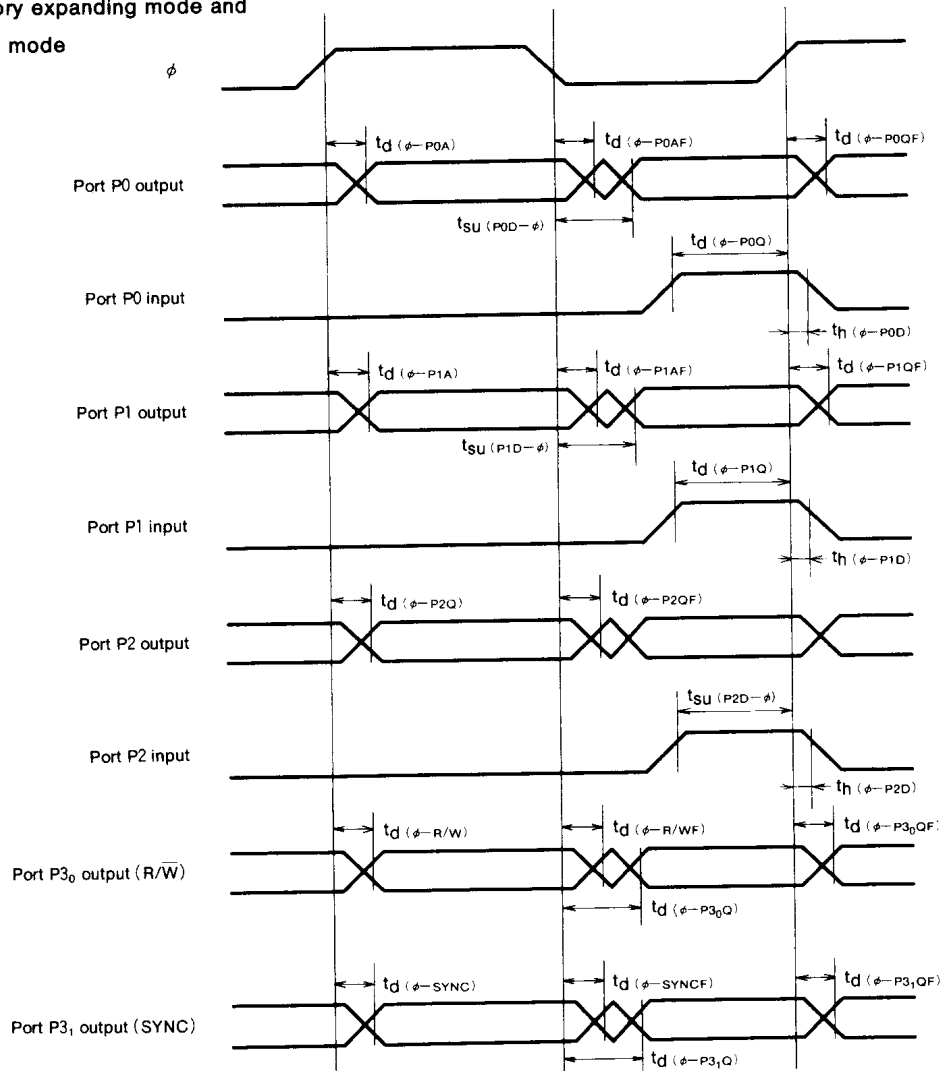 ory expanding mode and
mode
ϕ
td (ϕ−P0A)
td (ϕ−P0AF)
td (ϕ−P0QF)
Port P0 output
tsu (P0D−ϕ)
td (ϕ−P0Q)
Port P0 input
th (ϕ−P0D)
td (ϕ−P1A)
td (ϕ−P1AF)
td (ϕ−P1QF)
Port P1 output
tsu (P1D−ϕ)
td (ϕ−P1Q)
Port P1 input
th (ϕ−P1D)
td (ϕ−P2Q)
td (ϕ−P2QF)
Port P2 output
tsu (P2D−ϕ)
Port P2 input
th (ϕ−P2D)
td (ϕ−R/W)
td (ϕ−R/WF)
td (ϕ−P3₀QF)
Port P3₀ output (R/W̅)
td (ϕ−P3₀Q)
td (ϕ−SYNC)
td (ϕ−SYNCF)
td (ϕ−P3₁QF)
Port P3₁ output (SYNC)
td (ϕ−P3₁Q)